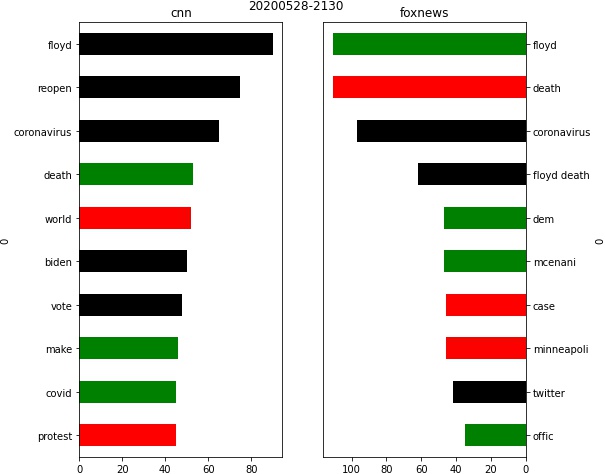 20200528-2130
cnn
foxnews
floyd
reopen
coronavirus
death
world
biden
vote
make
covid
protest
0
0 20 40 60 80
floyd
death
coronavirus
floyd death
dem
mcenani
case
minneapoli
twitter
offic
0
100 80 60 40 20 0